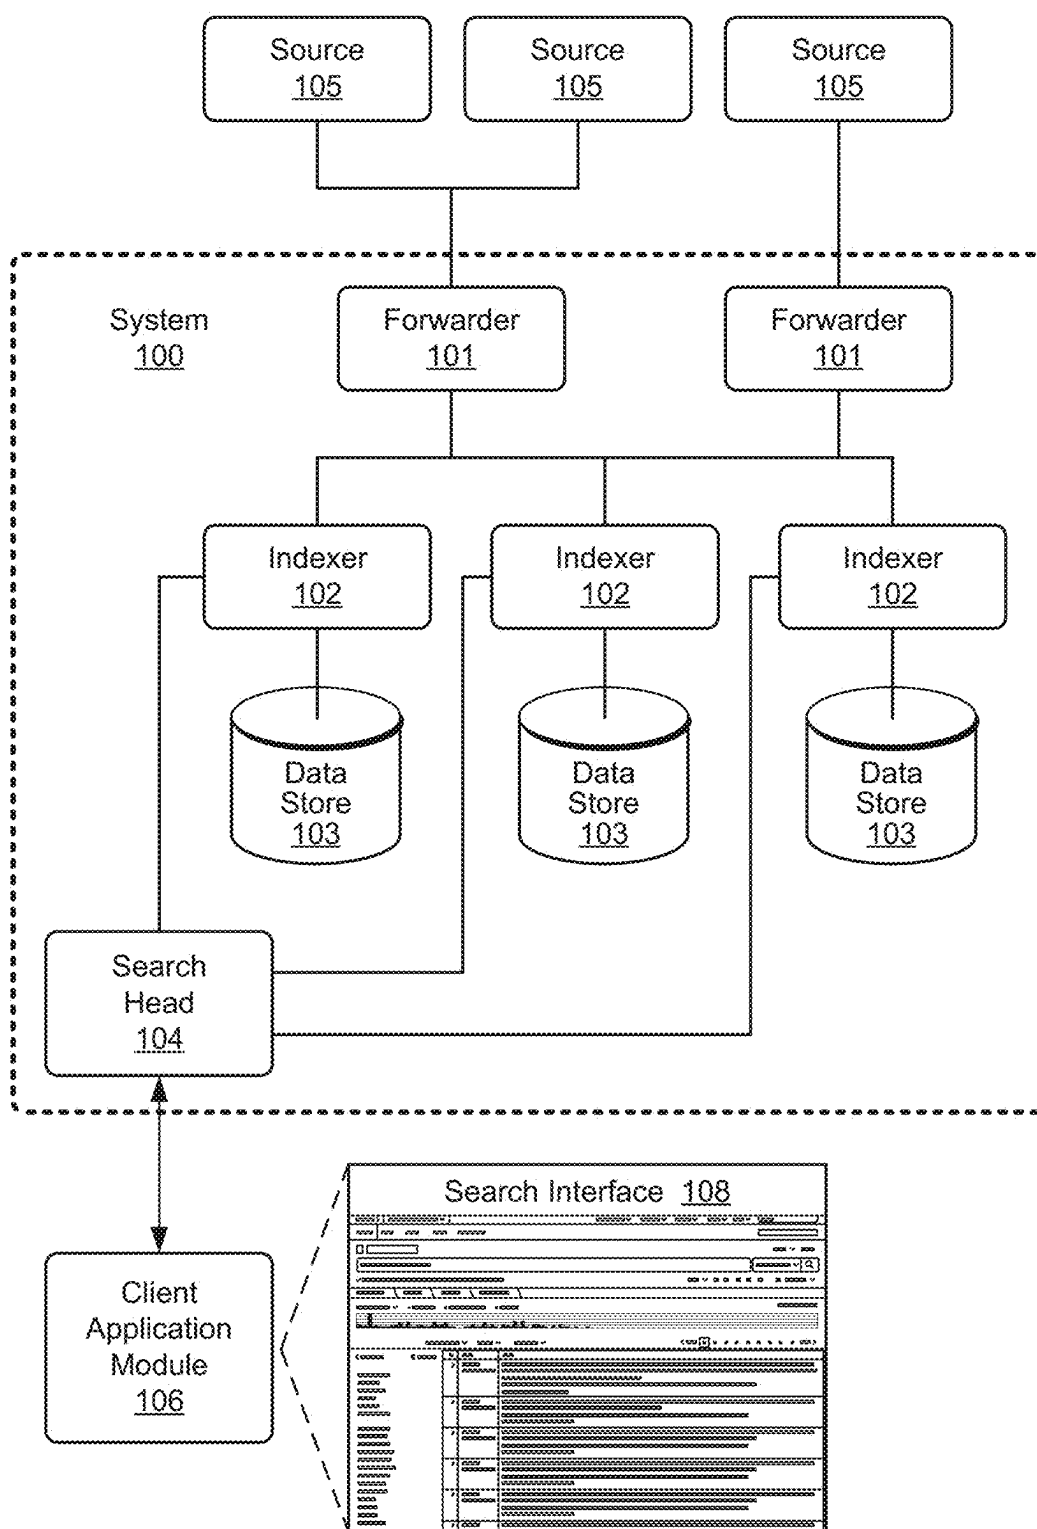 Source
105
Source
105
Source
105
System
100
Forwarder
101
Forwarder
101
Indexer
102
Indexer
102
Indexer
102
Data
Store
103
Data
Store
103
Data
Store
103
Search
Head
104
Search Interface 108
Client
Application
Module
106